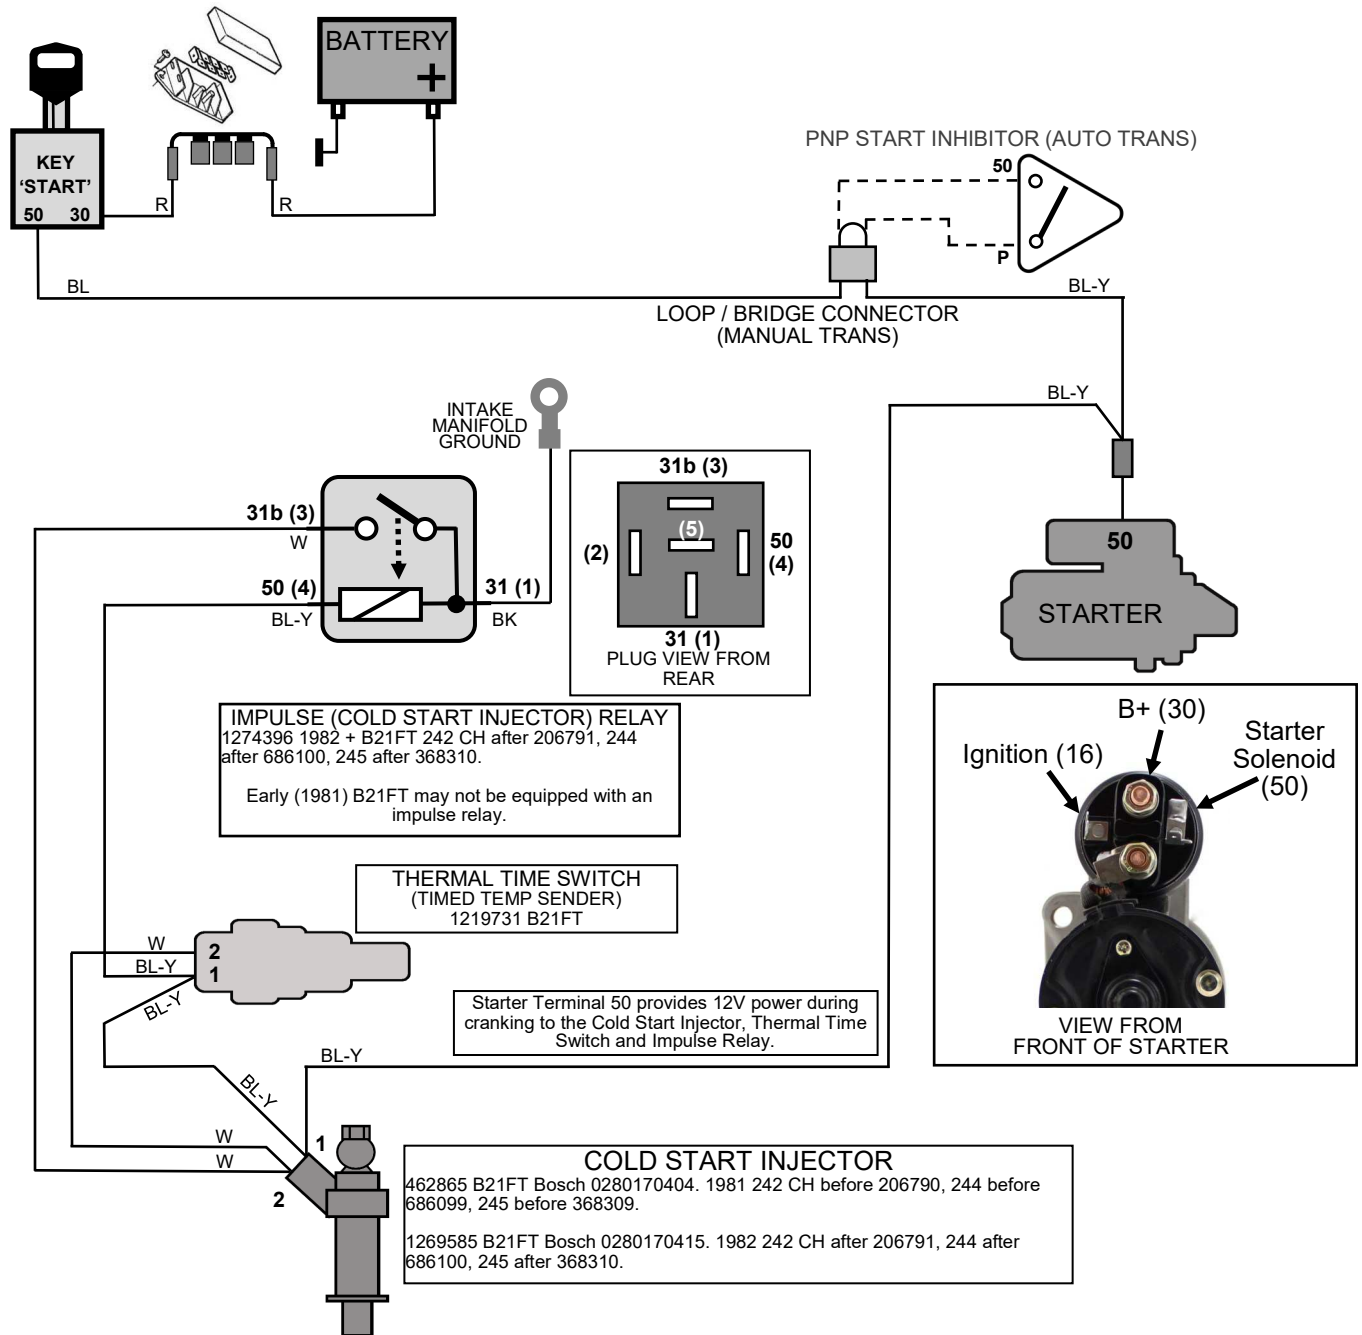 BATTERY
+
KEY
'START'
50 30
R
R
BL
PNP START INHIBITOR (AUTO TRANS)
50
P
BL-Y
LOOP / BRIDGE CONNECTOR
(MANUAL TRANS)
BL-Y
INTAKE
MANIFOLD
GROUND
31b (3)
W
50 (4)
BL-Y
31 (1)
BK
31b (3)
(5)
(2)
50
(4)
31 (1)
PLUG VIEW FROM
REAR
50
STARTER
IMPULSE (COLD START INJECTOR) RELAY
1274396 1982 + B21FT 242 CH after 206791, 244
after 686100, 245 after 368310.
Early (1981) B21FT may not be equipped with an
impulse relay.
B+ (30)
Ignition (16)
Starter
Solenoid
(50)
VIEW FROM
FRONT OF STARTER
THERMAL TIME SWITCH
(TIMED TEMP SENDER)
1219731 B21FT
W
2
BL-Y
1
BL-Y
Starter Terminal 50 provides 12V power during
cranking to the Cold Start Injector, Thermal Time
Switch and Impulse Relay.
BL-Y
BL-Y
W
1
W
2
COLD START INJECTOR
462865 B21FT Bosch 0280170404. 1981 242 CH before 206790, 244 before
686099, 245 before 368309.
1269585 B21FT Bosch 0280170415. 1982 242 CH after 206791, 244 after
686100, 245 after 368310.